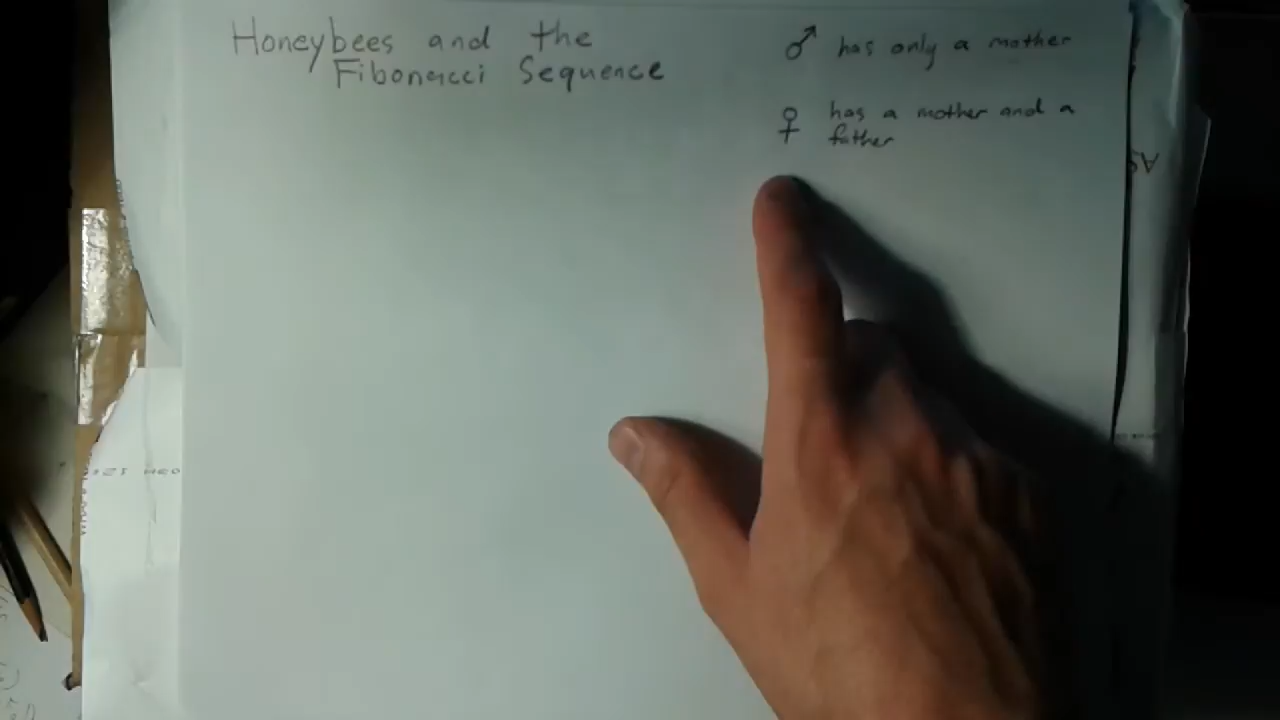 Honeybees and the
Fibonacci Sequence
♂ has only a mother
♀ has a mother and a
father